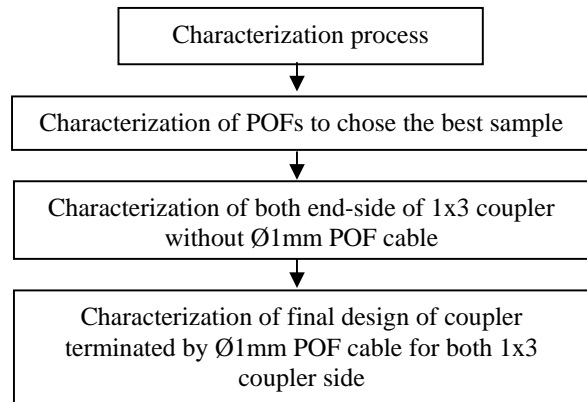 Characterization process
Characterization of POFs to chose the best sample
Characterization of both end-side of 1x3 coupler
without Ø1mm POF cable
Characterization of final design of coupler
terminated by Ø1mm POF cable for both 1x3
coupler side